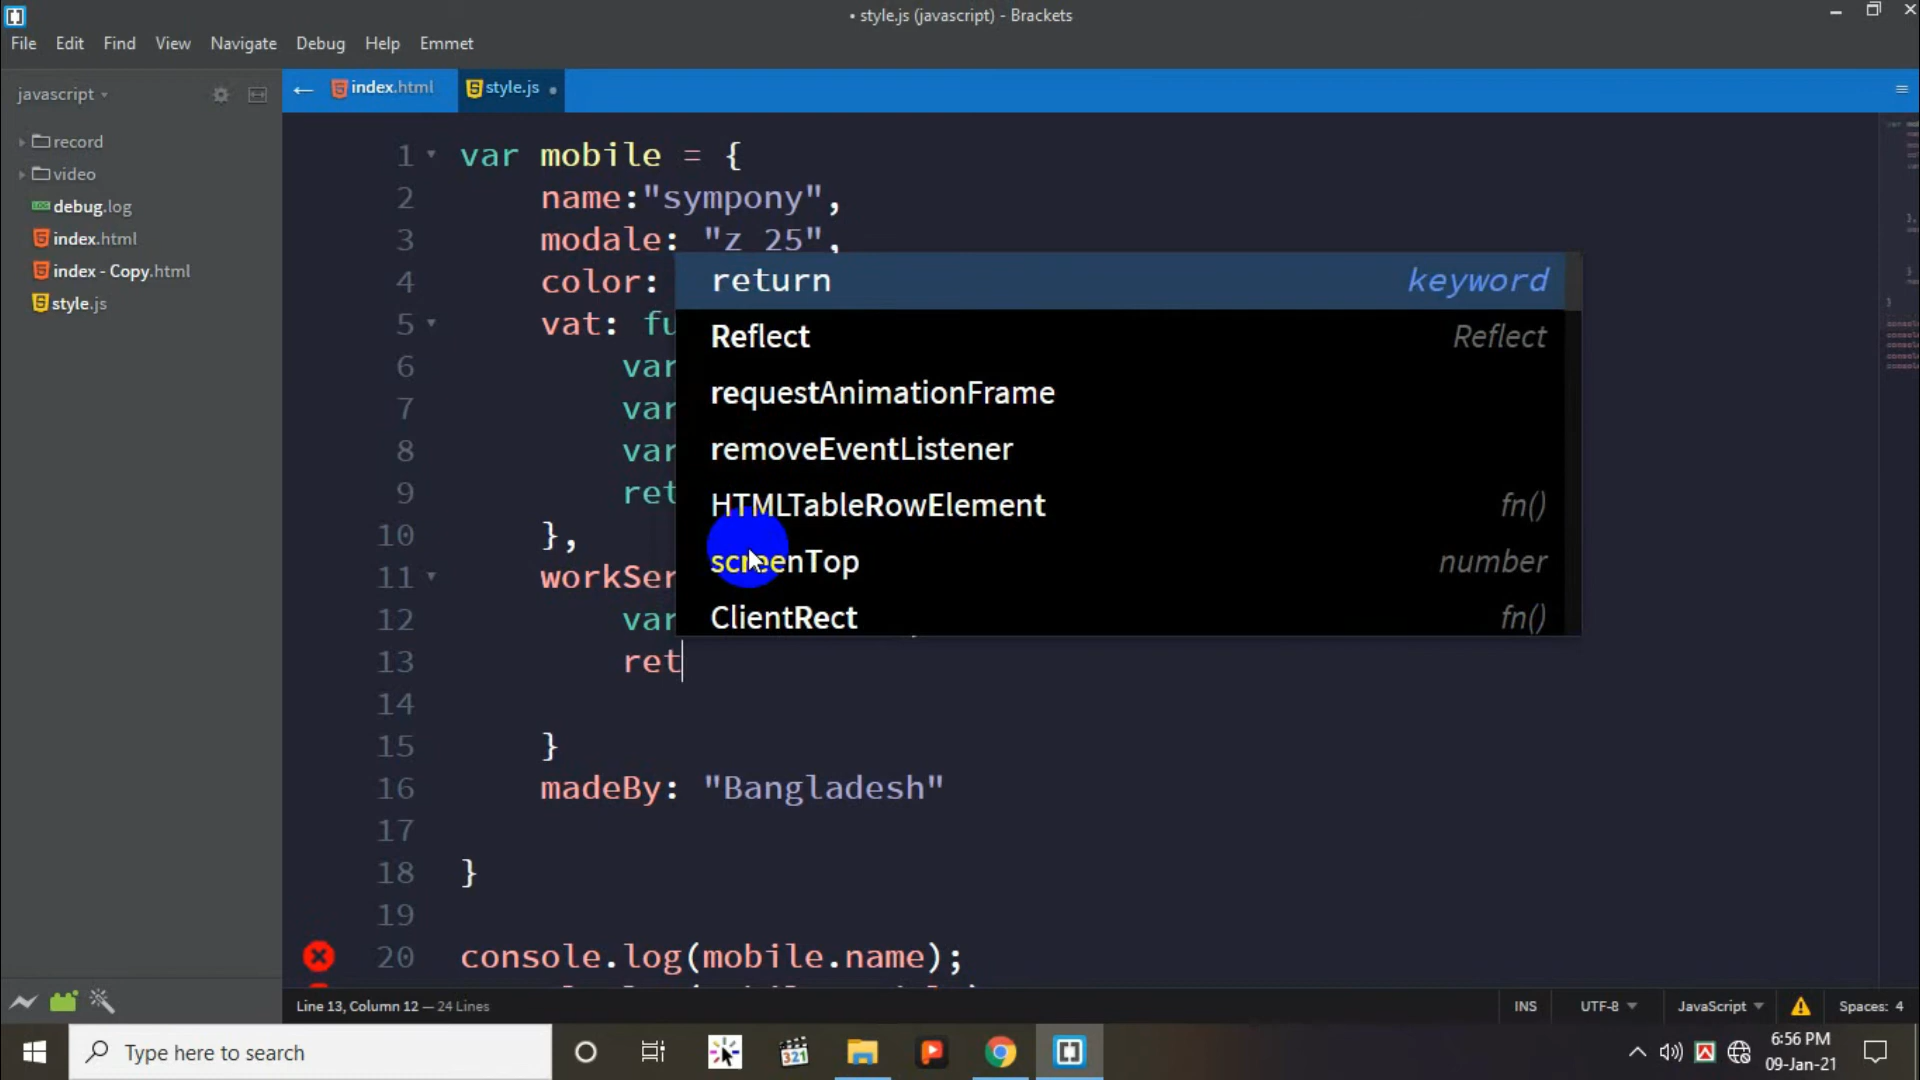 • style.js (javascript) - Brackets
File Edit Find View Navigate Debug Help Emmet
javascript
index.html
style.js
record
video
debug.log
index.html
index - Copy.html
style.js
1 var mobile = {
2 name:"sympony",
3 modale: "z 25",
4 color:
5 vat: fu
6 var
7 var
8 var
9 ret
10 },
11 workSer
12 var
13 ret
14
15 }
16 madeBy: "Bangladesh"
17
18 }
19
20 console.log(mobile.name);
return keyword
Reflect Reflect
requestAnimationFrame
removeEventListener
HTMLTableRowElement fn()
screenTop number
ClientRect fn()
Line 13, Column 12 — 24 Lines
INS UTF-8 JavaScript Spaces: 4
Type here to search
321
6:56 PM
09-Jan-21